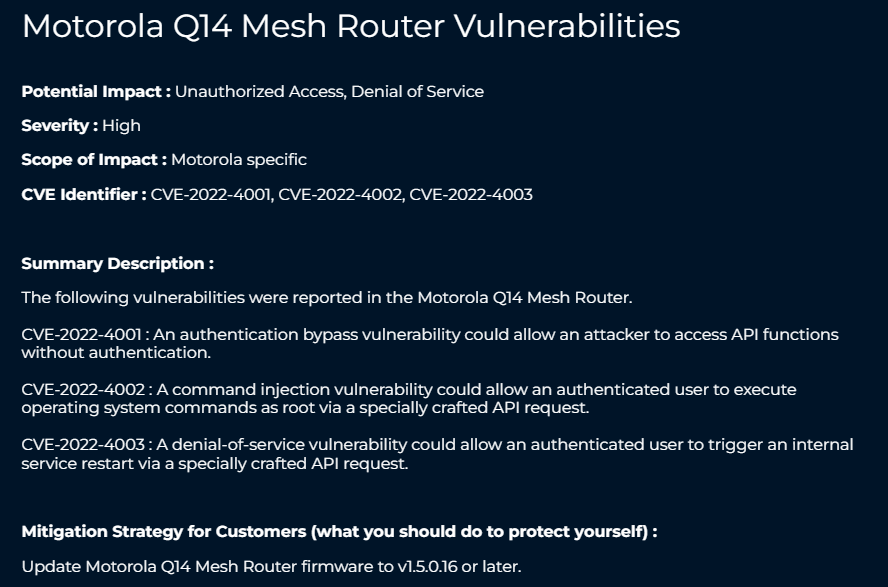 Motorola Q14 Mesh Router Vulnerabilities
Potential Impact : Unauthorized Access, Denial of Service
Severity : High
Scope of Impact : Motorola specific
CVE Identifier : CVE-2022-4001, CVE-2022-4002, CVE-2022-4003
Summary Description :
The following vulnerabilities were reported in the Motorola Q14 Mesh Router.
CVE-2022-4001 : An authentication bypass vulnerability could allow an attacker to access API functions
without authentication.
CVE-2022-4002 : A command injection vulnerability could allow an authenticated user to execute
operating system commands as root via a specially crafted API request.
CVE-2022-4003 : A denial-of-service vulnerability could allow an authenticated user to trigger an internal
service restart via a specially crafted API request.
Mitigation Strategy for Customers (what you should do to protect yourself) :
Update Motorola Q14 Mesh Router firmware to v1.5.0.16 or later.